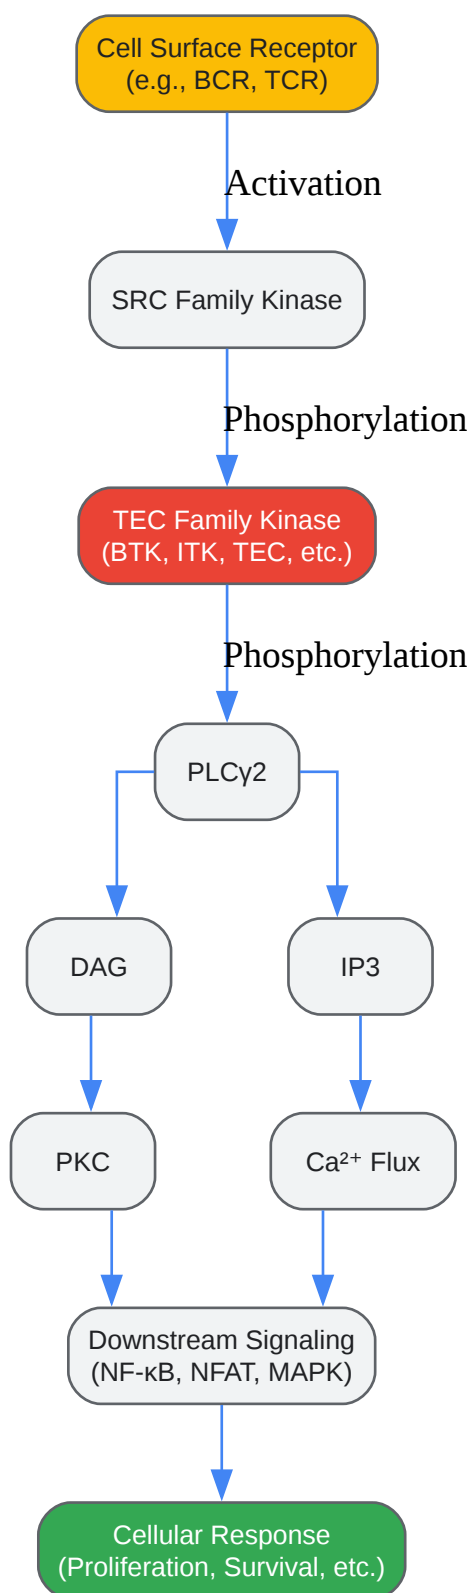 Cell Surface Receptor
(e.g., BCR, TCR)
Activation
SRC Family Kinase
Phosphorylation
TEC Family Kinase
(BTK, ITK, TEC, etc.)
Phosphorylation
PLCγ2
DAG
IP3
PKC
Ca²⁺ Flux
Downstream Signaling
(NF-κB, NFAT, MAPK)
Cellular Response
(Proliferation, Survival, etc.)